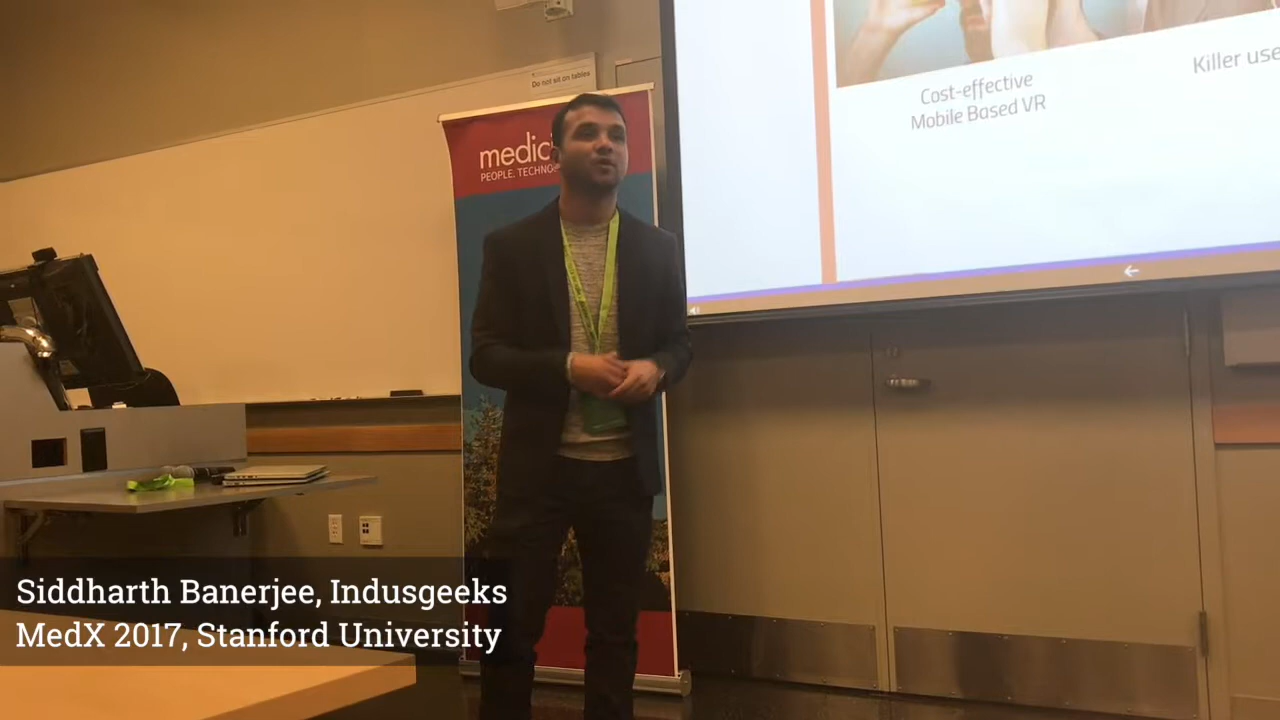 Do not sit on tables
Cost-effective
Mobile Based VR
Killer use
medic
PEOPLE. TECHNO
Siddharth Banerjee, Indusgeeks
MedX 2017, Stanford University